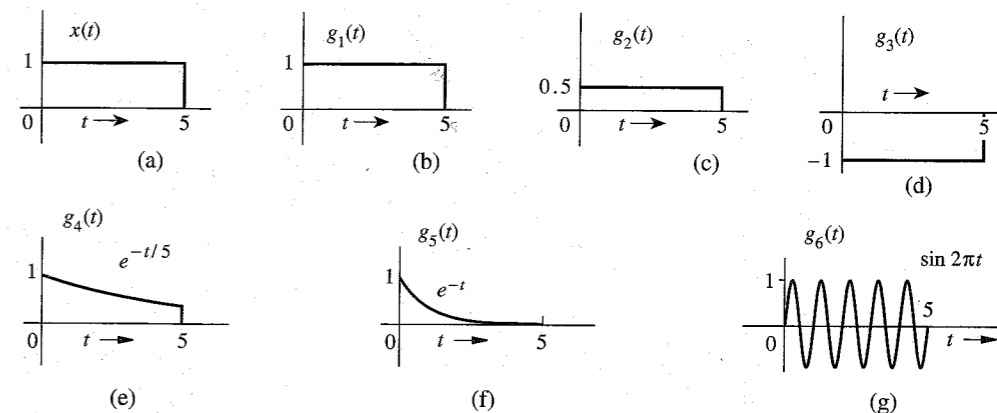 x(t)
1
0
t →
5
(a)
g₁(t)
1
0
t →
5
(b)
g₂(t)
0.5
0
t →
5
(c)
g₃(t)
t →
0
5
−1
(d)
g₄(t)
e^{−t/5}
1
0
t →
5
(e)
g₅(t)
1
e^{−t}
0
t →
5
(f)
g₆(t)
sin 2πt
1
5
0
t →
(g)